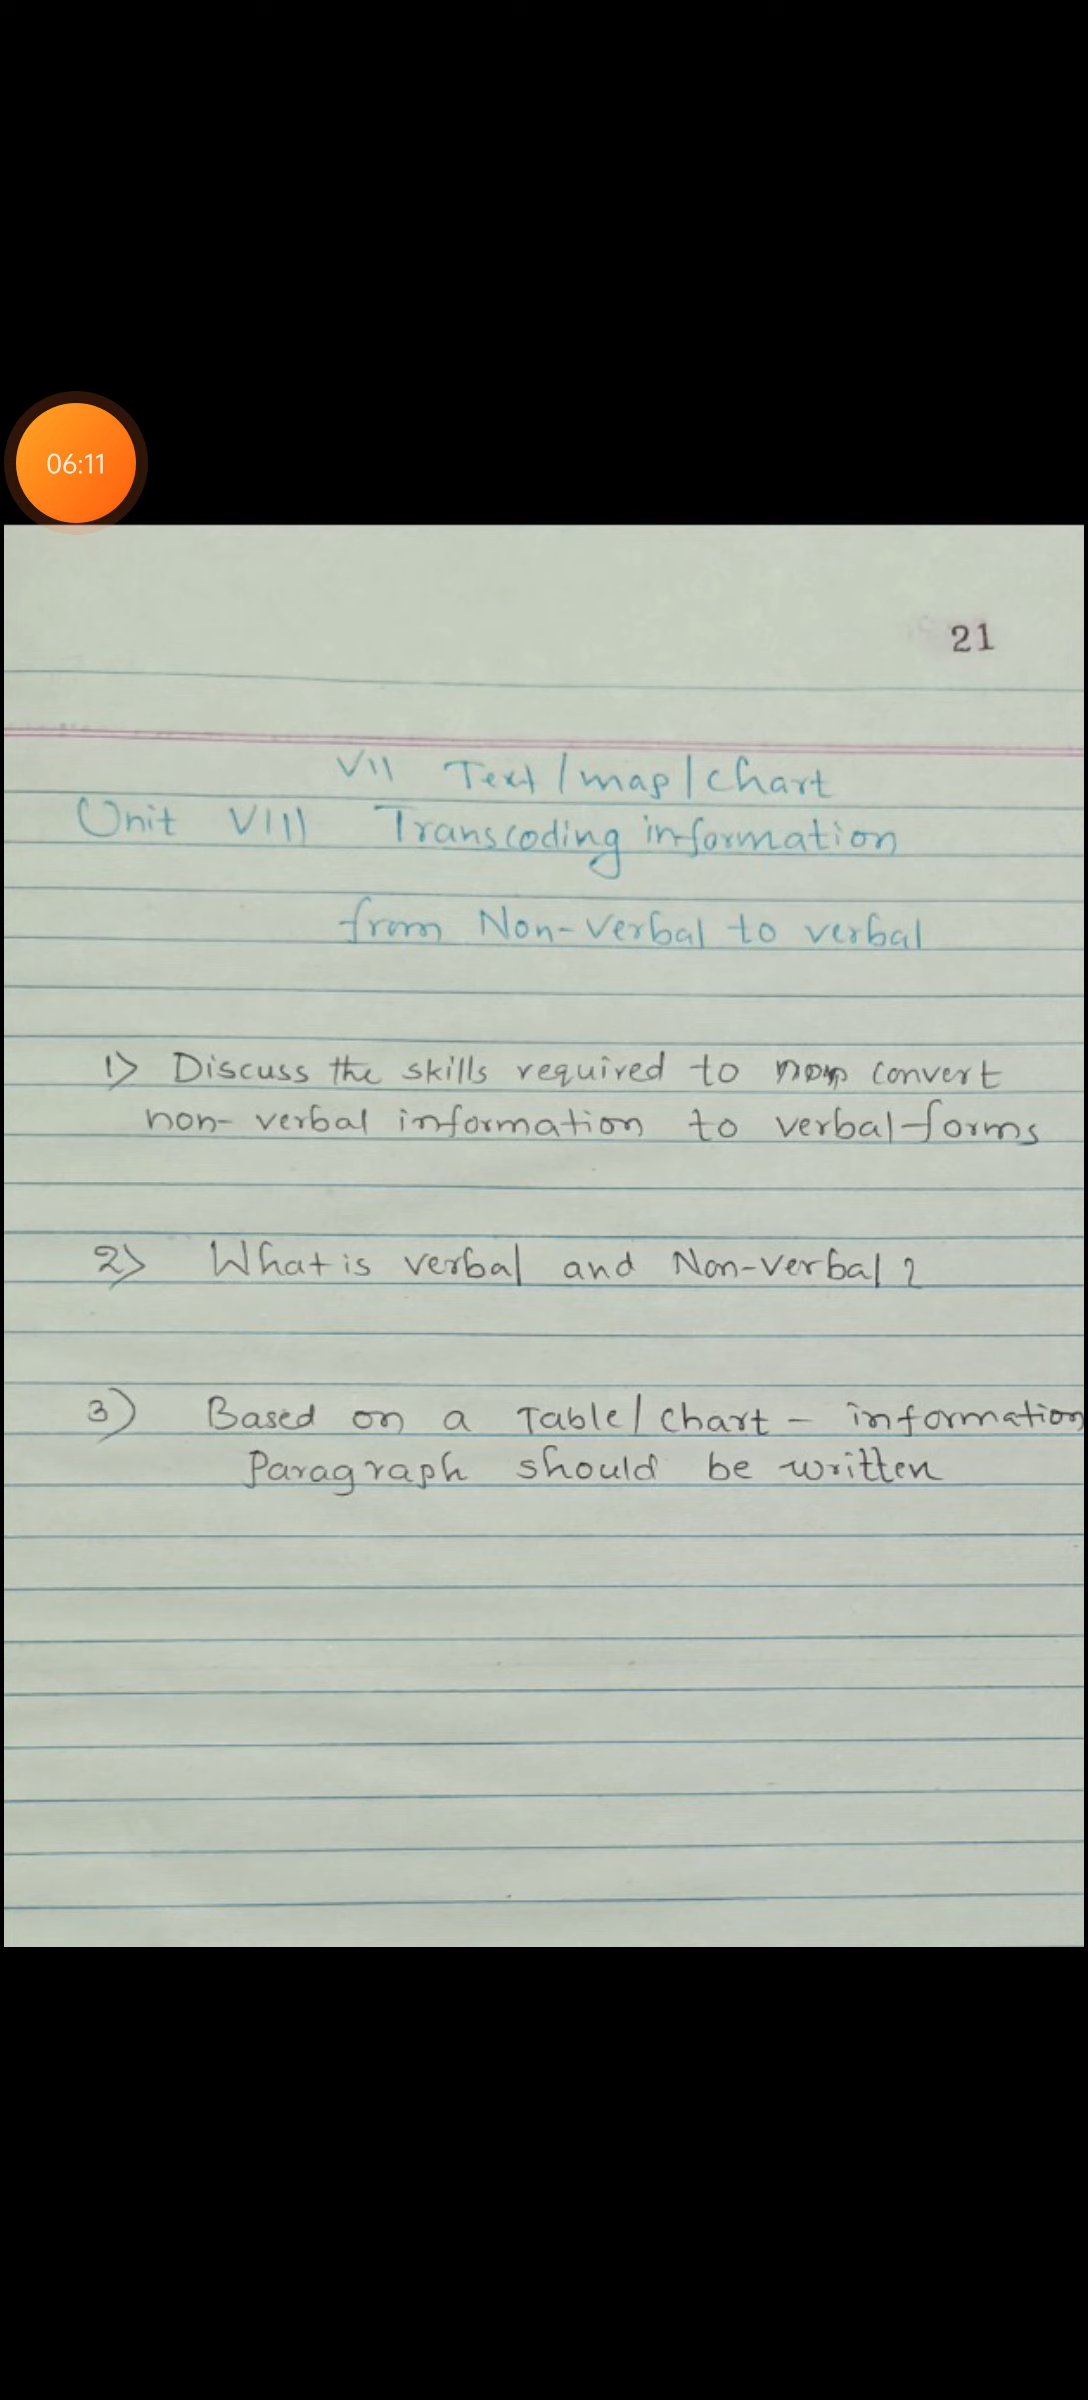 06:11
21
VII Text/map/chart
Unit VIII Transcoding information
from Non-Verbal to verbal
1) Discuss the skills required to convert
non-verbal information to verbal forms
2) What is verbal and Non-verbal?
3) Based on a Table/chart - information
Paragraph should be written